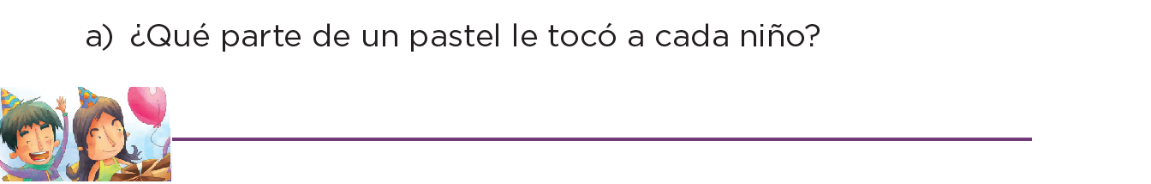 a) ¿Qué parte de un pastel le tocó a cada niño?